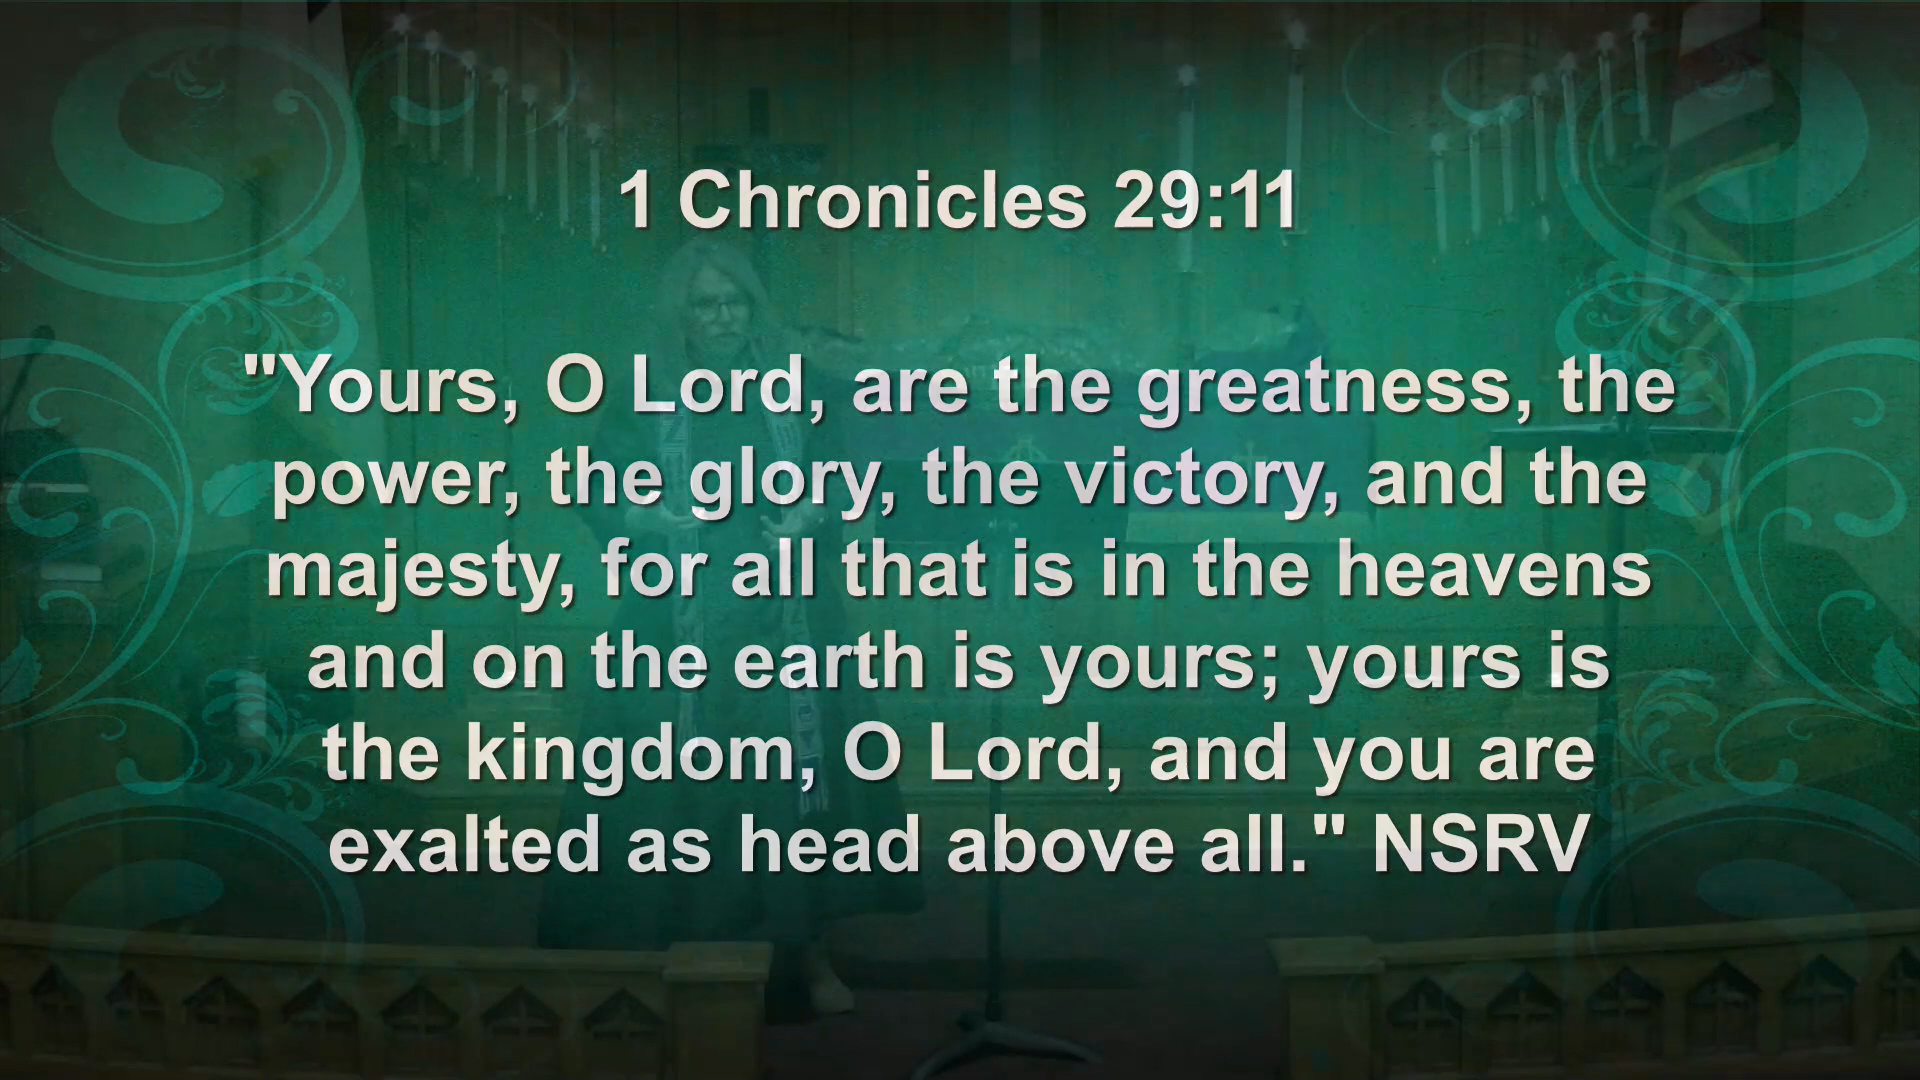 1 Chronicles 29:11
"Yours, O Lord, are the greatness, the
power, the glory, the victory, and the
majesty, for all that is in the heavens
and on the earth is yours; yours is
the kingdom, O Lord, and you are
exalted as head above all." NSRV